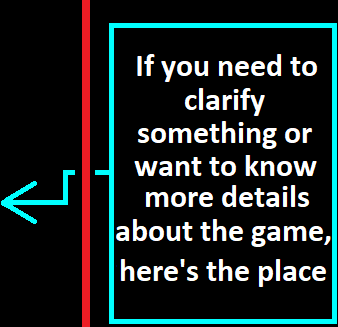 If you need to
clarify
something or
want to know
more details
about the game,
here's the place